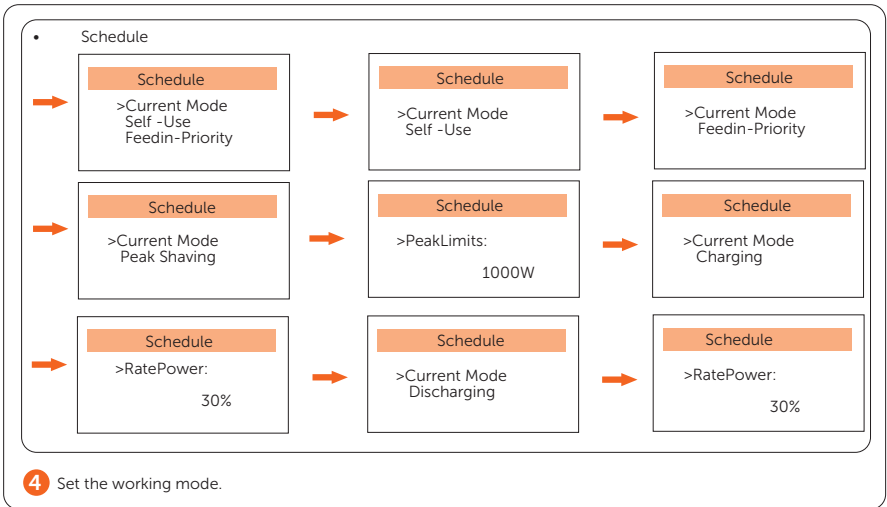 • Schedule
Schedule
>Current Mode
Self -Use
Feedin-Priority
Schedule
>Current Mode
Self -Use
Schedule
>Current Mode
Feedin-Priority
Schedule
>Current Mode
Peak Shaving
Schedule
>PeakLimits:
1000W
Schedule
>Current Mode
Charging
Schedule
>RatePower:
30%
Schedule
>Current Mode
Discharging
Schedule
>RatePower:
30%
4 Set the working mode.